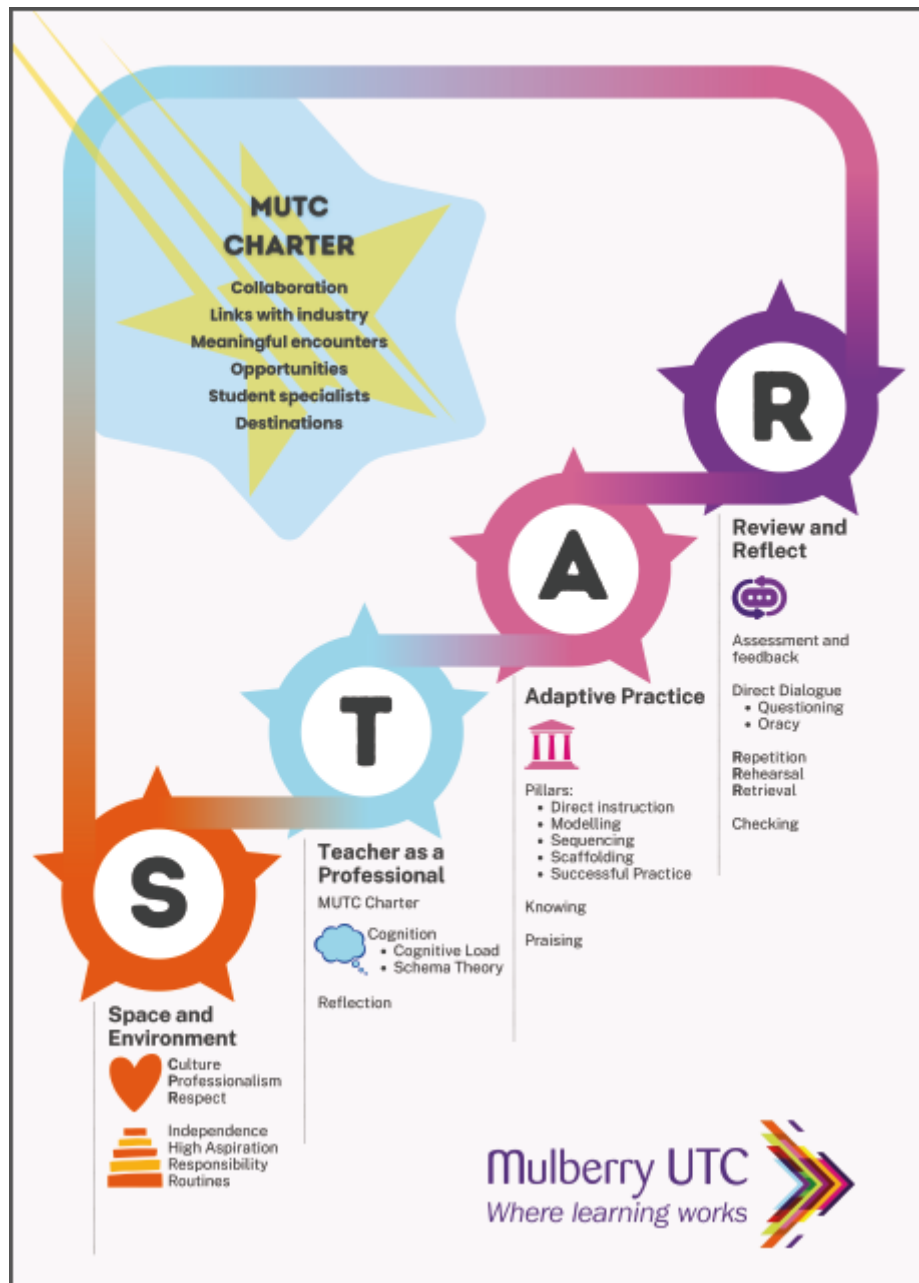 MUTC
CHARTER
Collaboration
Links with industry
Meaningful encounters
Opportunities
Student specialists
Destinations
S
Space and
Environment
Culture
Professionalism
Respect
Independence
High Aspiration
Responsibility
Routines
T
Teacher as a
Professional
MUTC Charter
Cognition
• Cognitive Load
• Schema Theory
Reflection
A
Adaptive Practice
Pillars:
• Direct instruction
• Modelling
• Sequencing
• Scaffolding
• Successful Practice
Knowing
Praising
R
Review and
Reflect
Assessment and
feedback
Direct Dialogue
• Questioning
• Oracy
Repetition
Rehearsal
Retrieval
Checking
Mulberry UTC
Where learning works